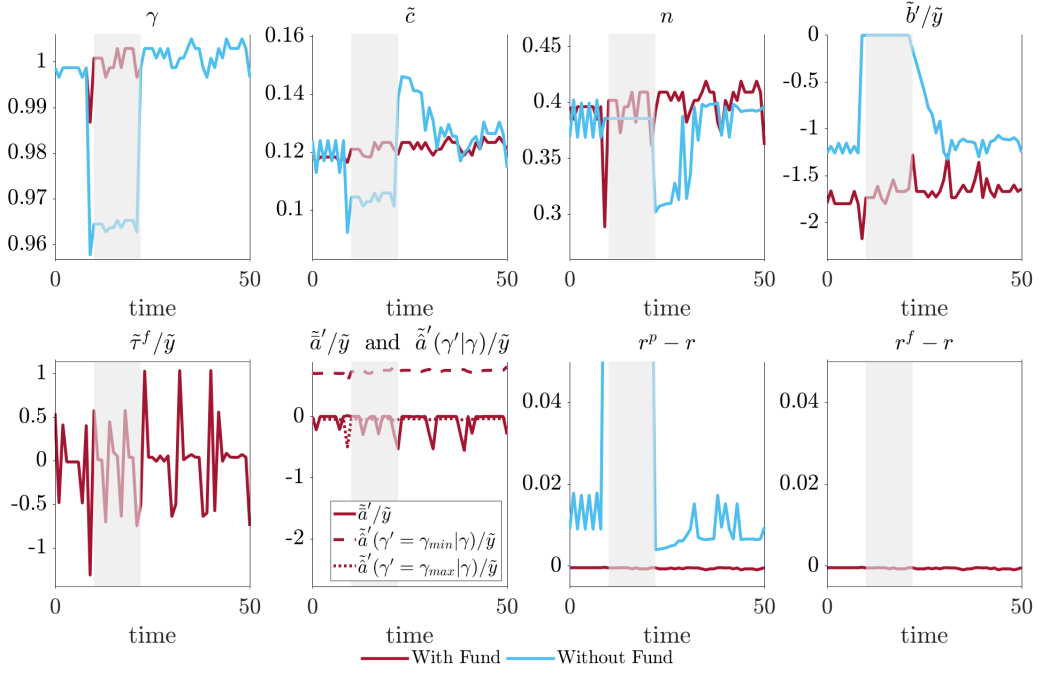 γ
1
0.99
0.98
0.97
0.96
0 50
time
c̃
0.16
0.14
0.12
0.1
0 50
time
n
0.45
0.4
0.35
0.3
0 50
time
b̃′/ỹ
0
-0.5
-1
-1.5
-2
0 50
time
τ̃ᶠ/ỹ
1
0.5
0
-0.5
-1
0 50
time
ā̃′/ỹ and ẫ′(γ′|γ)/ỹ
0
-1
-2
ā̃′/ỹ
ẫ′(γ′ = γ_min|γ)/ỹ
ẫ′(γ′ = γ_max|γ)/ỹ
0 50
time
rᵖ − r
0.04
0.02
0
0 50
time
rᶠ − r
0.04
0.02
0
0 50
time
With Fund Without Fund